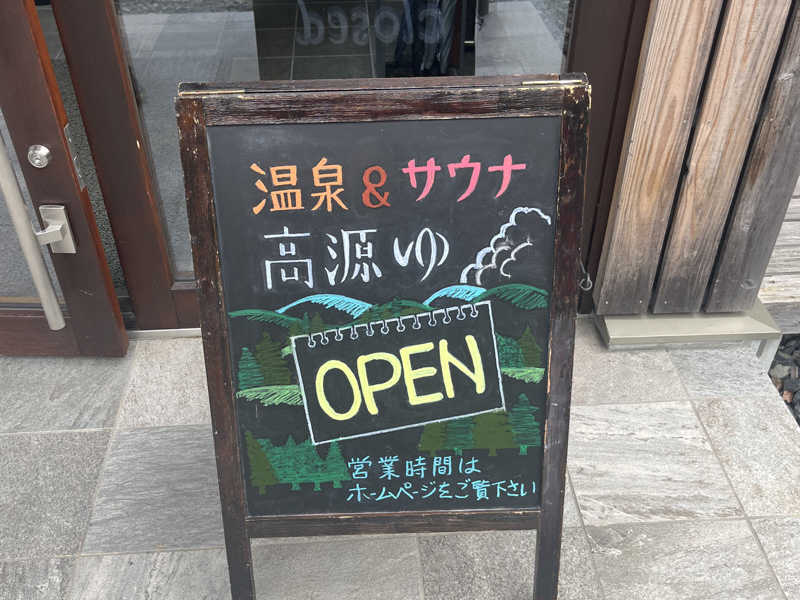 closed
温泉&サウナ
高源ゆ
OPEN
営業時間は
ホームページをご覧下さい